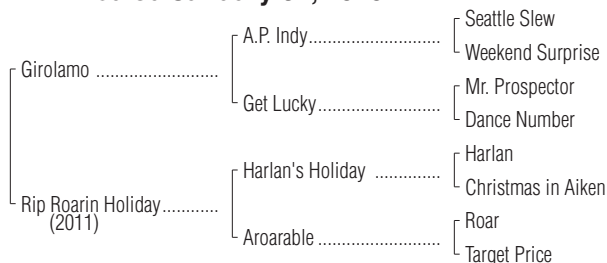 Seattle Slew
A.P. Indy
Weekend Surprise
Girolamo
Mr. Prospector
Get Lucky
Dance Number
Harlan
Harlan's Holiday
Christmas in Aiken
Rip Roarin Holiday
(2011)
Roar
Aroarable
Target Price